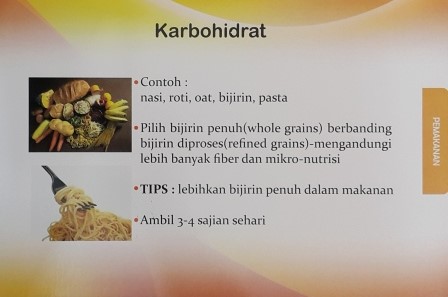 Karbohidrat
•Contoh :
nasi, roti, oat, bijirin, pasta
•Pilih bijirin penuh(whole grains) berbanding
bijirin diproses(refined grains)-mengandungi
lebih banyak fiber dan mikro-nutrisi
•TIPS : lebihkan bijirin penuh dalam makanan
•Ambil 3-4 sajian sehari
PEMAKANAN